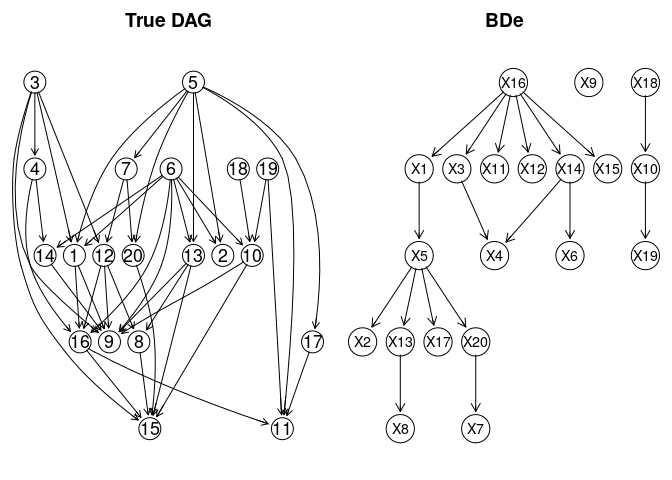 True DAG
BDe
3 5
4 7 6 18 19
14 1 12 20 13 2 10
16 9 8 17
15 11
X16 X9 X18
X1 X3 X11 X12 X14 X15 X10
X5 X4 X6 X19
X2 X13 X17 X20
X8 X7